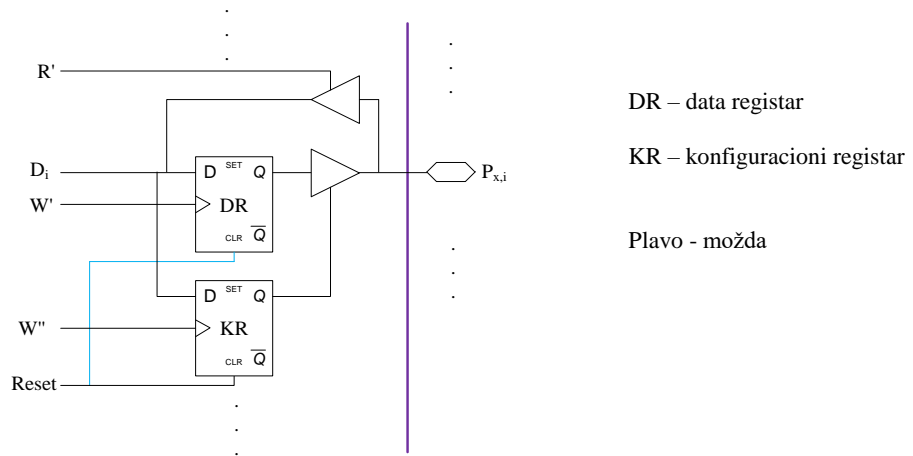 R'
DR – data registar
KR – konfiguracioni registar
Di
D SET Q
Px,i
W'
DR
CLR Q
Plavo - možda
D SET Q
W"
KR
CLR Q
Reset